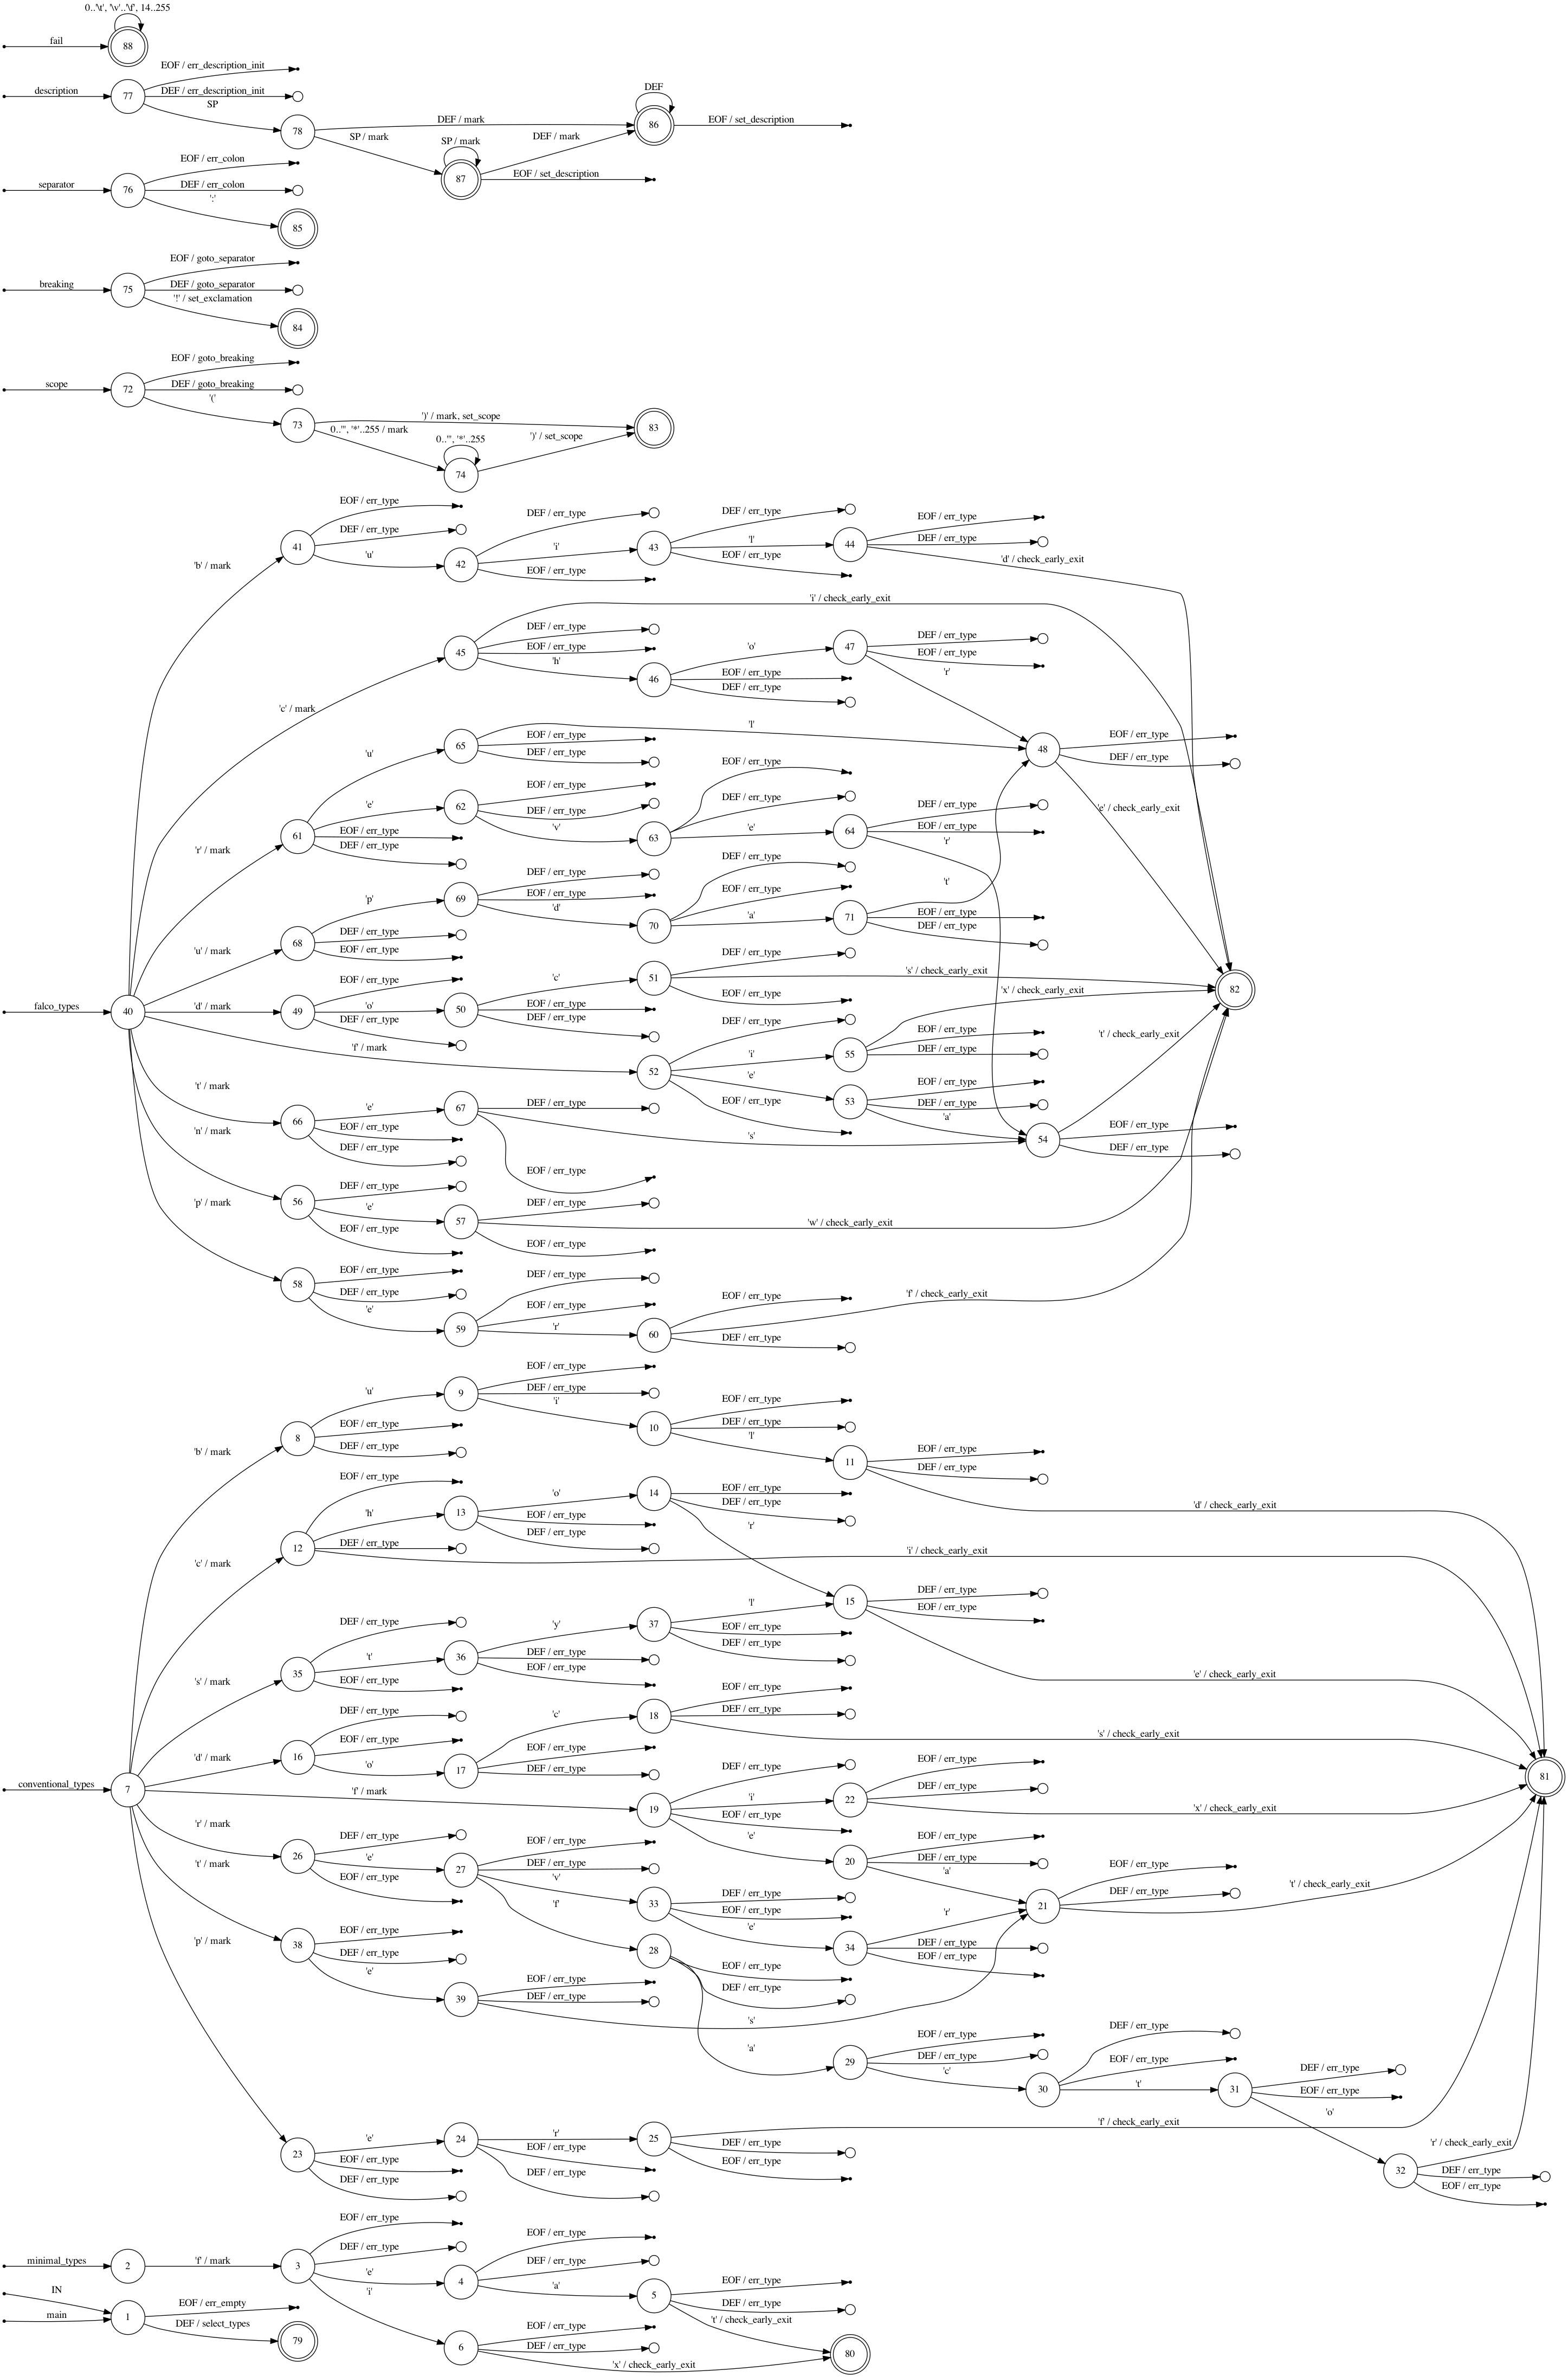 0..'\t', '\v'..'\f', 14..255
fail
88
description
77
EOF / err_description_init
DEF / err_description_init
SP
78
DEF / mark
SP / mark
SP / mark
87
DEF / mark
EOF / set_description
DEF
86
EOF / set_description
separator
76
EOF / err_colon
DEF / err_colon
':'
85
breaking
75
EOF / goto_separator
DEF / goto_separator
'!' / set_exclamation
84
scope
72
EOF / goto_breaking
DEF / goto_breaking
'('
73
')' / mark, set_scope
0..''', '*'..255 / mark
0..''', '*'..255
74
')' / set_scope
83
falco_types
40
'b' / mark
41
EOF / err_type
DEF / err_type
'u'
42
DEF / err_type
'i'
EOF / err_type
43
DEF / err_type
'l'
EOF / err_type
44
EOF / err_type
DEF / err_type
'd' / check_early_exit
'c' / mark
45
'i' / check_early_exit
DEF / err_type
EOF / err_type
'h'
46
'o'
EOF / err_type
DEF / err_type
47
DEF / err_type
EOF / err_type
'r'
48
EOF / err_type
DEF / err_type
'e' / check_early_exit
'r' / mark
61
'u'
'e'
EOF / err_type
DEF / err_type
65
'l'
EOF / err_type
DEF / err_type
62
EOF / err_type
DEF / err_type
'v'
63
EOF / err_type
DEF / err_type
'e'
64
DEF / err_type
EOF / err_type
'r'
'u' / mark
68
'p'
DEF / err_type
EOF / err_type
69
DEF / err_type
EOF / err_type
'd'
70
DEF / err_type
EOF / err_type
'a'
71
't'
EOF / err_type
DEF / err_type
'd' / mark
49
EOF / err_type
'o'
DEF / err_type
50
'c'
EOF / err_type
DEF / err_type
51
DEF / err_type
's' / check_early_exit
EOF / err_type
82
'f' / mark
52
DEF / err_type
'i'
'e'
EOF / err_type
55
'x' / check_early_exit
EOF / err_type
DEF / err_type
53
EOF / err_type
DEF / err_type
'a'
54
't' / check_early_exit
EOF / err_type
DEF / err_type
't' / mark
66
'e'
EOF / err_type
DEF / err_type
67
DEF / err_type
's'
EOF / err_type
'n' / mark
56
DEF / err_type
'e'
EOF / err_type
57
DEF / err_type
'w' / check_early_exit
EOF / err_type
'p' / mark
58
EOF / err_type
DEF / err_type
'e'
59
DEF / err_type
EOF / err_type
'r'
60
EOF / err_type
'f' / check_early_exit
DEF / err_type
conventional_types
7
'b' / mark
8
'u'
EOF / err_type
DEF / err_type
9
EOF / err_type
DEF / err_type
'i'
10
EOF / err_type
DEF / err_type
'l'
11
EOF / err_type
DEF / err_type
'd' / check_early_exit
'c' / mark
12
EOF / err_type
'h'
DEF / err_type
'i' / check_early_exit
13
'o'
EOF / err_type
DEF / err_type
14
EOF / err_type
DEF / err_type
'r'
15
DEF / err_type
EOF / err_type
'e' / check_early_exit
's' / mark
35
DEF / err_type
't'
EOF / err_type
36
'y'
DEF / err_type
EOF / err_type
37
'l'
EOF / err_type
DEF / err_type
'd' / mark
16
DEF / err_type
EOF / err_type
'o'
17
'c'
EOF / err_type
DEF / err_type
18
EOF / err_type
DEF / err_type
's' / check_early_exit
81
'f' / mark
19
DEF / err_type
'i'
EOF / err_type
'e'
22
EOF / err_type
DEF / err_type
'x' / check_early_exit
20
EOF / err_type
DEF / err_type
'a'
21
EOF / err_type
DEF / err_type
't' / check_early_exit
'r' / mark
26
DEF / err_type
'e'
EOF / err_type
27
EOF / err_type
DEF / err_type
'v'
'f'
33
DEF / err_type
EOF / err_type
'e'
34
'r'
DEF / err_type
EOF / err_type
28
EOF / err_type
DEF / err_type
'a'
't' / mark
38
EOF / err_type
DEF / err_type
'e'
39
EOF / err_type
DEF / err_type
's'
29
EOF / err_type
DEF / err_type
'c'
30
DEF / err_type
EOF / err_type
't'
31
DEF / err_type
EOF / err_type
'o'
32
'r' / check_early_exit
DEF / err_type
EOF / err_type
'p' / mark
23
'e'
EOF / err_type
DEF / err_type
24
'r'
EOF / err_type
DEF / err_type
25
'f' / check_early_exit
DEF / err_type
EOF / err_type
minimal_types
2
'f' / mark
3
EOF / err_type
DEF / err_type
'e'
'i'
4
EOF / err_type
DEF / err_type
'a'
5
EOF / err_type
DEF / err_type
't' / check_early_exit
6
EOF / err_type
DEF / err_type
'x' / check_early_exit
80
IN
main
1
EOF / err_empty
DEF / select_types
79